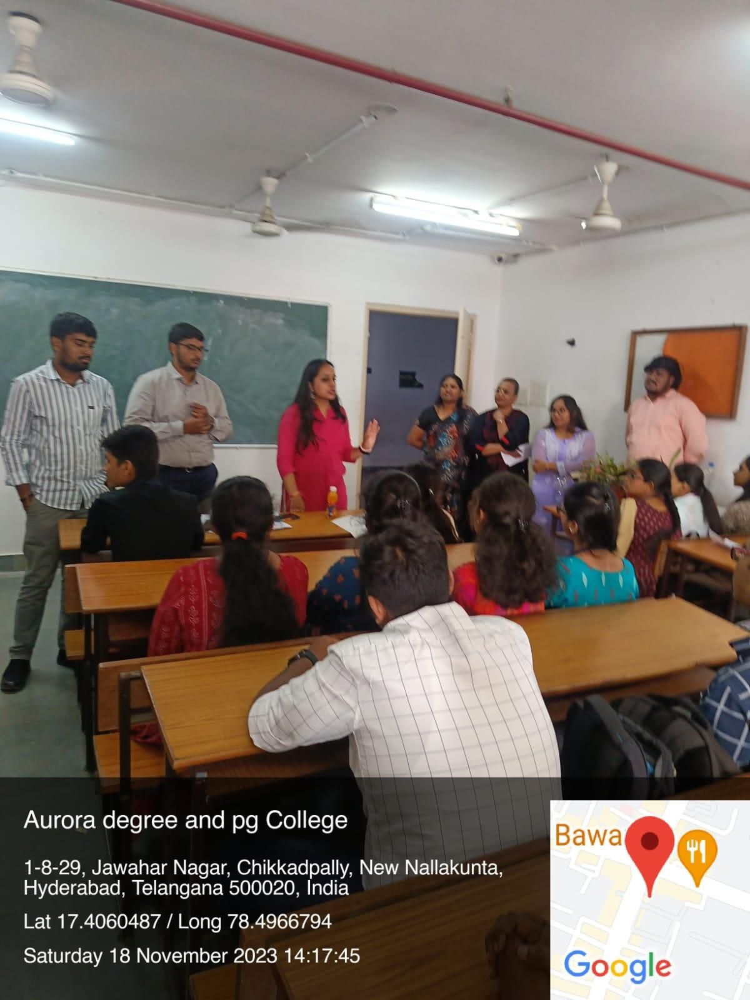 Aurora degree and pg College
1-8-29, Jawahar Nagar, Chikkadpally, New Nallakunta,
Hyderabad, Telangana 500020, India
Lat 17.4060487 / Long 78.4966794
Saturday 18 November 2023 14:17:45
Bawa
Google